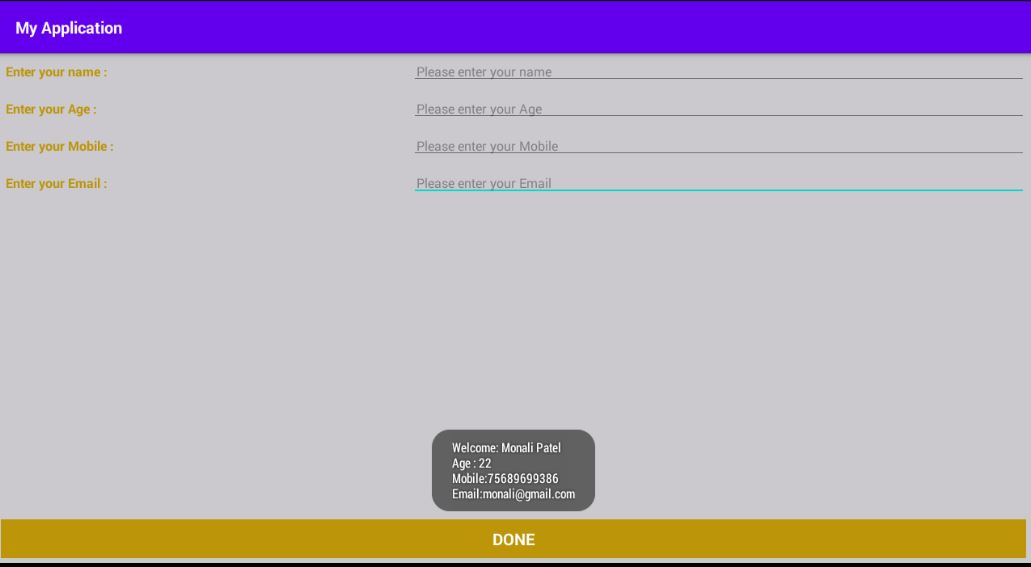 My Application
Enter your name : Please enter your name
Enter your Age : Please enter your Age
Enter your Mobile : Please enter your Mobile
Enter your Email : Please enter your Email
Welcome: Monali Patel
Age : 22
Mobile:75689699386
Email:monali@gmail.com
DONE